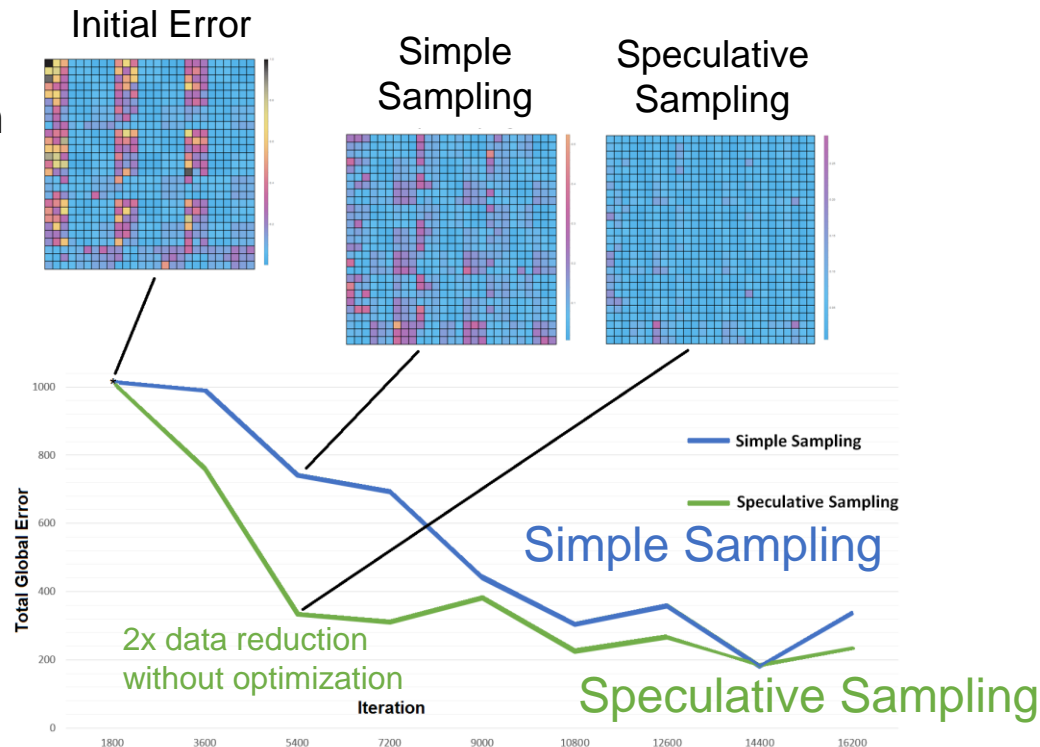 Initial Error
Simple
Sampling
Speculative
Sampling
1000
800
600
400
200
0
Total Global Error
Simple Sampling
Speculative Sampling
Simple Sampling
2x data reduction
without optimization
Speculative Sampling
Iteration
1800 3600 5400 7200 9000 10800 12600 14400 16200